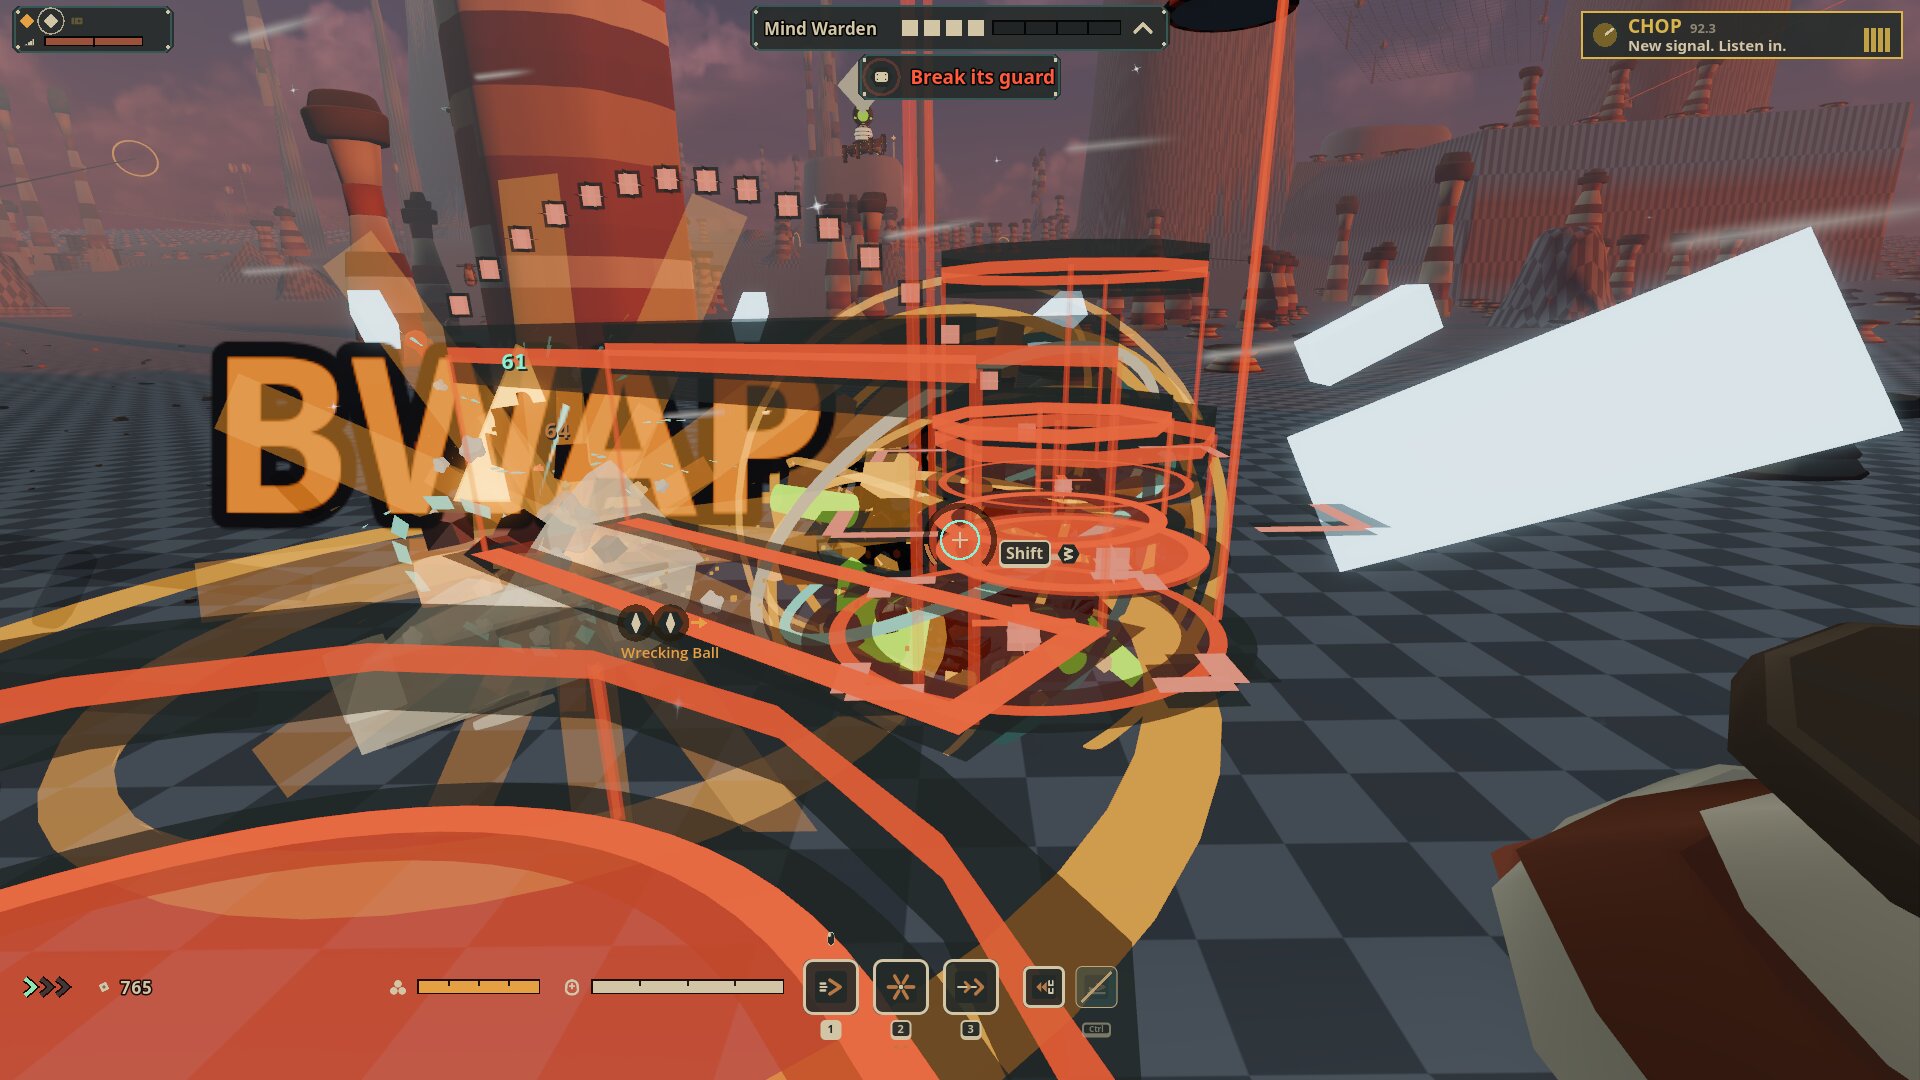 Mind Warden
CHOP 92.3
New signal. Listen in.
Break its guard
61
BWAP
64
Shift
Wrecking Ball
765
1
2
3
Ctrl